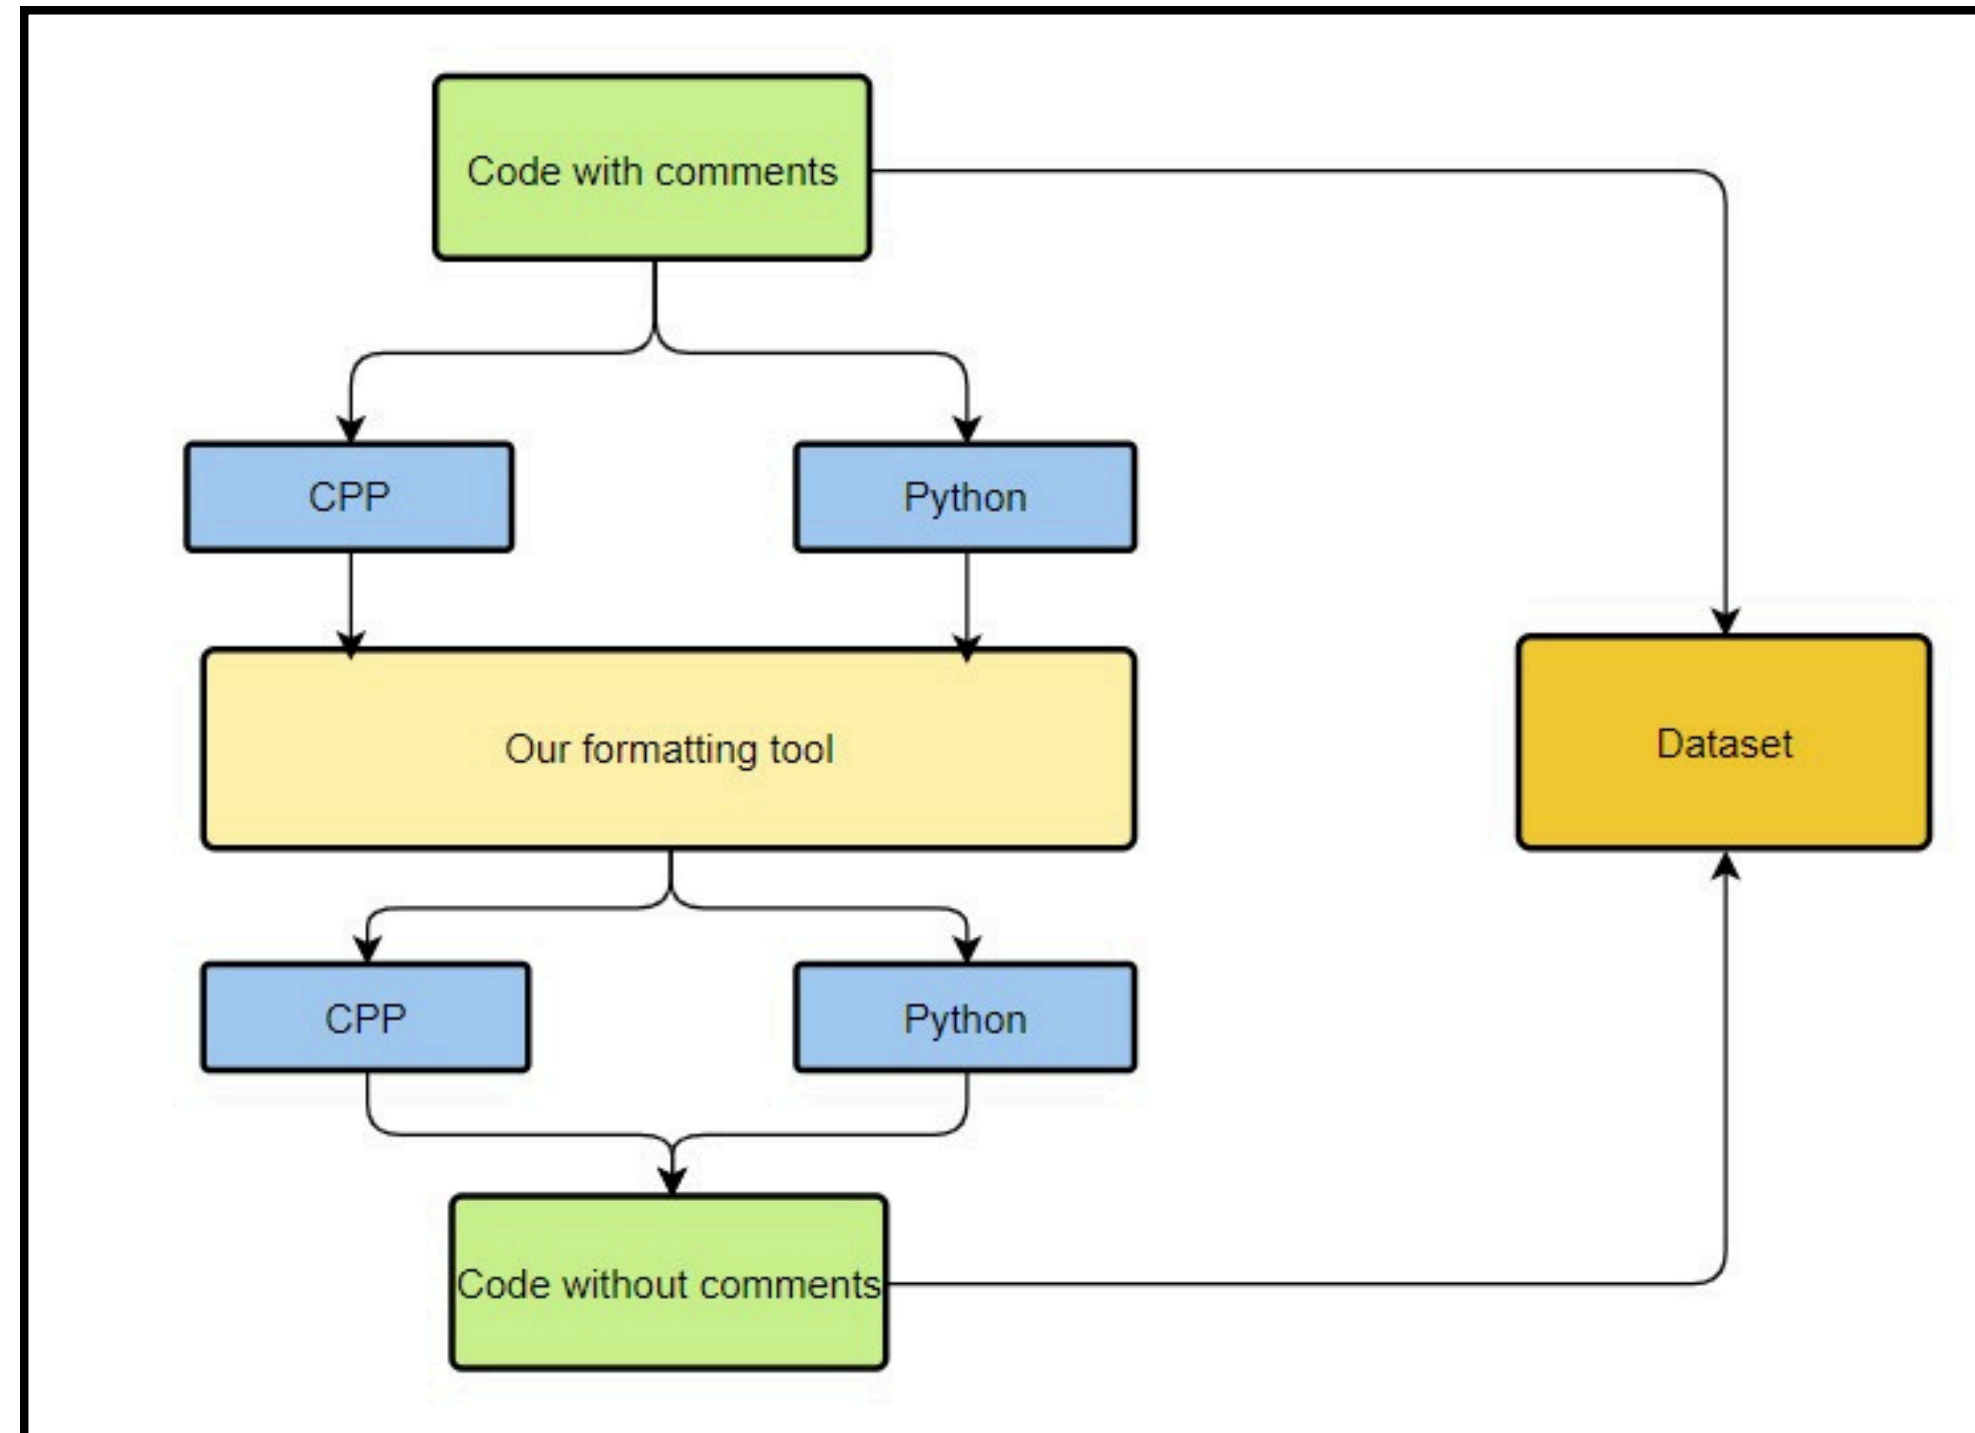 Code with comments
CPP
Python
Our formatting tool
Dataset
CPP
Python
Code without comments